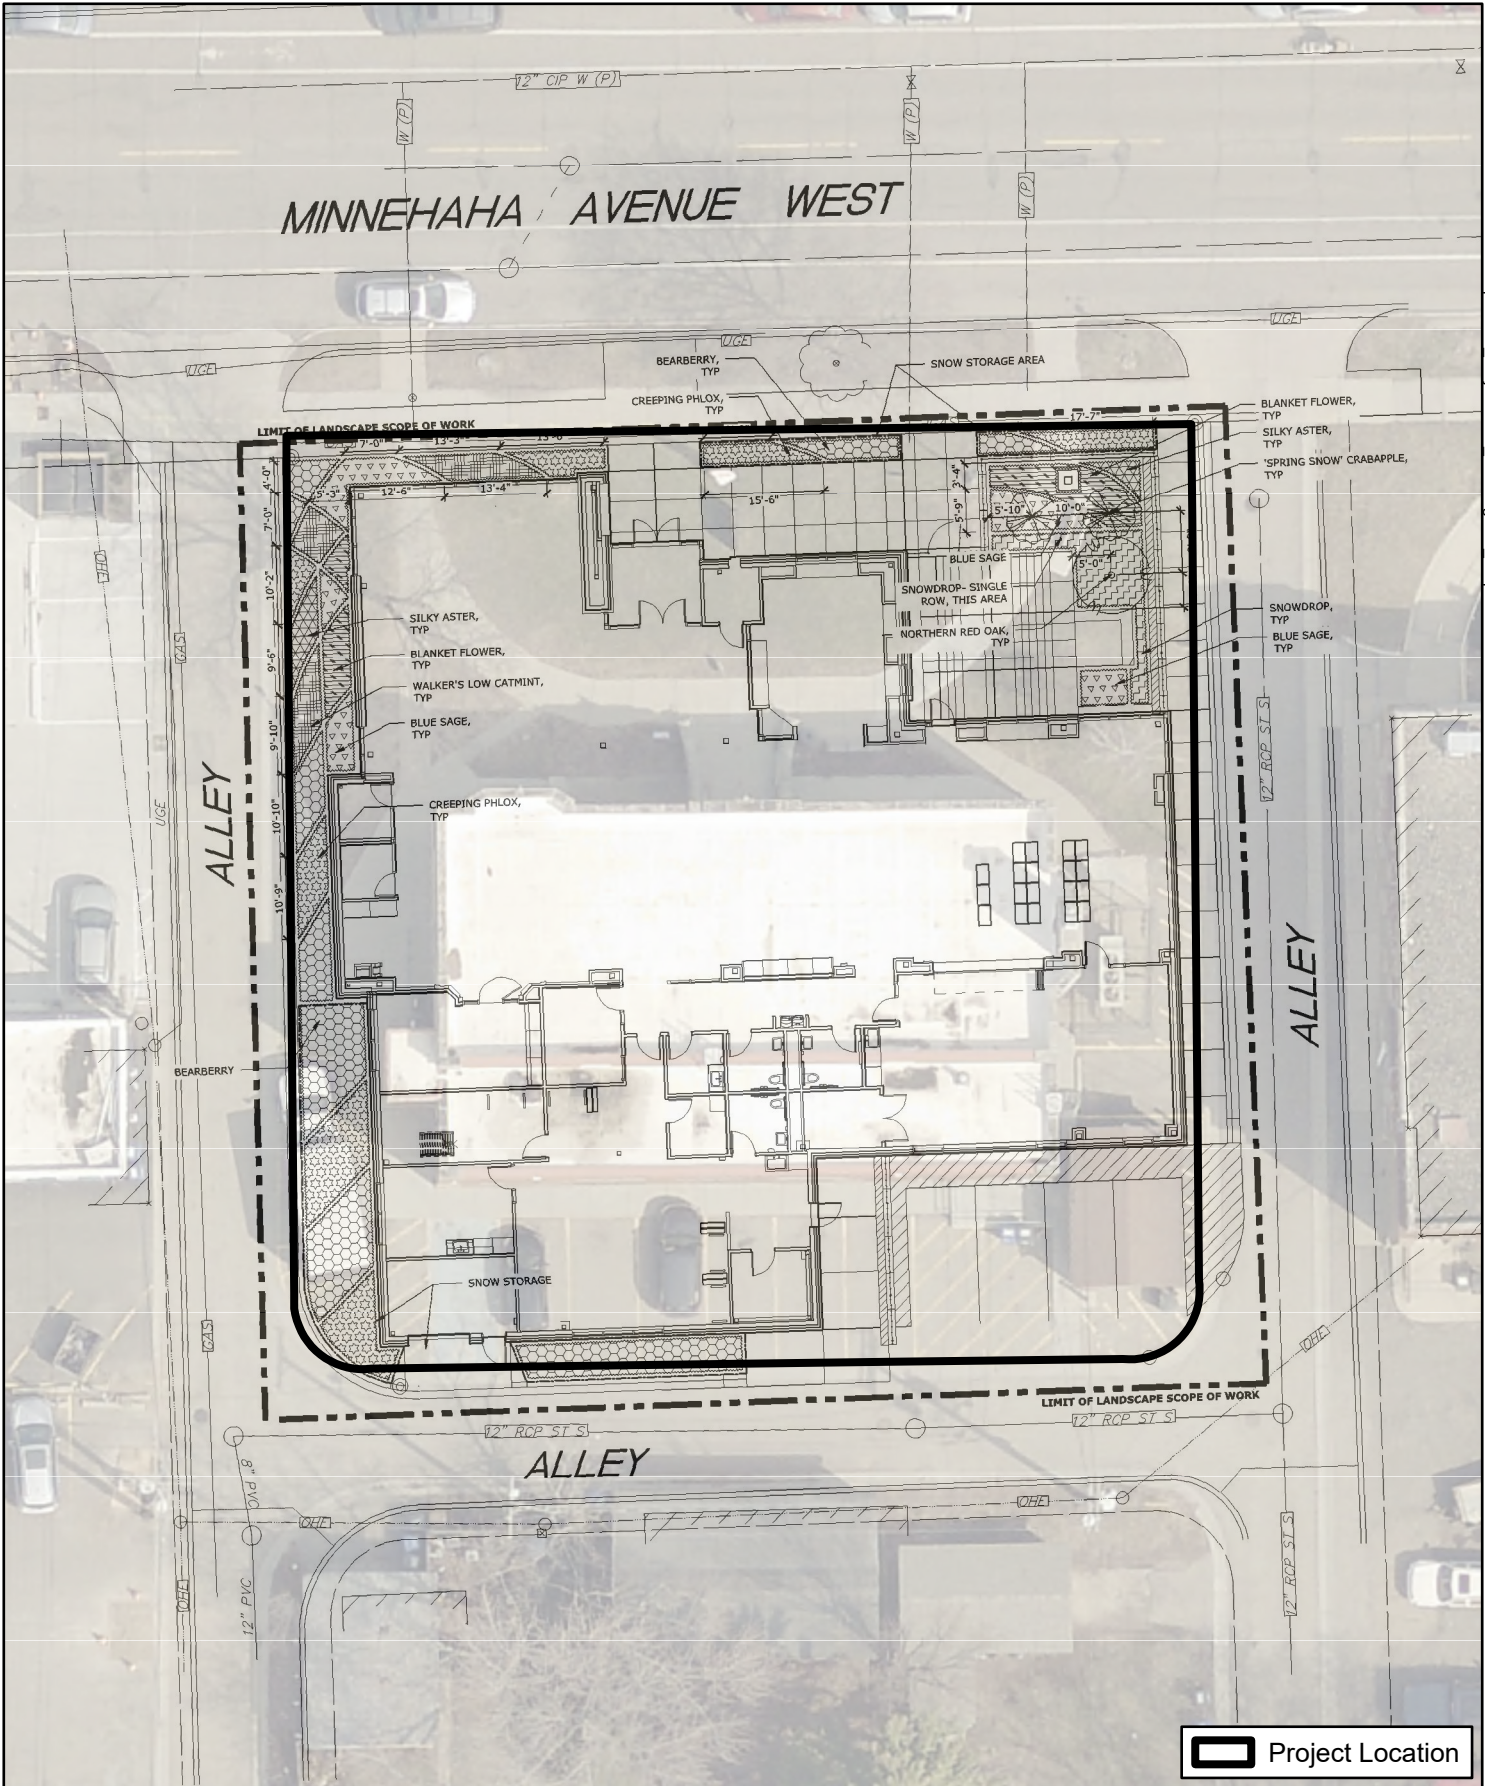 12" CIP W (P)
W (P)
W (P)
W (P)
MINNEHAHA AVENUE WEST
UGE
UGE
UGE
BEARBERRY,
TYP
SNOW STORAGE AREA
CREEPING PHLOX,
TYP
BLANKET FLOWER,
TYP
SILKY ASTER,
TYP
'SPRING SNOW' CRABAPPLE,
TYP
LIMIT OF LANDSCAPE SCOPE OF WORK
17'-7"
7'-0"
13'-3"
4'-0"
5'-3"
12'-6"
13'-4"
15'-6"
3'-4"
5'-9"
5'-10"
10'-0"
7'-0"
BLUE SAGE
5'-0"
SNOWDROP- SINGLE
ROW, THIS AREA
NORTHERN RED OAK,
TYP
SNOWDROP,
TYP
BLUE SAGE,
TYP
10'-2"
OHE
GAS
SILKY ASTER,
TYP
BLANKET FLOWER,
TYP
WALKER'S LOW CATMINT,
TYP
BLUE SAGE,
TYP
9'-6"
9'-10"
10'-10"
10'-9"
UGE
ALLEY
CREEPING PHLOX,
TYP
12" RCP ST S
ALLEY
BEARBERRY
SNOW STORAGE
GAS
OHE
LIMIT OF LANDSCAPE SCOPE OF WORK
12" RCP ST S
12" RCP ST S
ALLEY
8" PVC
OHE
OHE
OHE
12" PVC
12" RCP ST S
Project Location